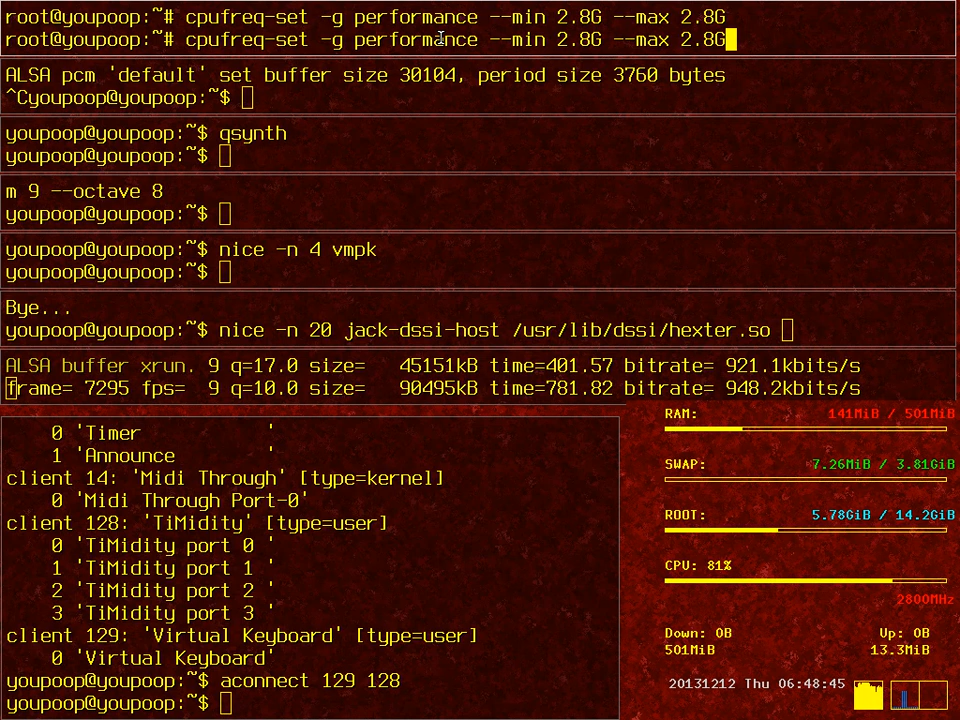 root@youpoop:~# cpufreq-set -g performance --min 2.8G --max 2.8G
root@youpoop:~# cpufreq-set -g performance --min 2.8G --max 2.8G
ALSA pcm 'default' set buffer size 30104, period size 3760 bytes
^Cyoupoop@youpoop:~$
youpoop@youpoop:~$ qsynth
youpoop@youpoop:~$
m 9 --octave 8
youpoop@youpoop:~$
youpoop@youpoop:~$ nice -n 4 vmpk
youpoop@youpoop:~$
Bye...
youpoop@youpoop:~$ nice -n 20 jack-dssi-host /usr/lib/dssi/hexter.so
ALSA buffer xrun. 9 q=17.0 size=   45151kB time=401.57 bitrate= 921.1kbits/s
frame= 7295 fps=  9 q=10.0 size=   90495kB time=781.82 bitrate= 948.2kbits/s
    0 'Timer           '
    1 'Announce        '
client 14: 'Midi Through' [type=kernel]
    0 'Midi Through Port-0'
client 128: 'TiMidity' [type=user]
    0 'TiMidity port 0 '
    1 'TiMidity port 1 '
    2 'TiMidity port 2 '
    3 'TiMidity port 3 '
client 129: 'Virtual Keyboard' [type=user]
    0 'Virtual Keyboard'
youpoop@youpoop:~$ aconnect 129 128
youpoop@youpoop:~$
RAM: 141MiB / 501MiB
SWAP: 7.26MiB / 3.81GiB
ROOT: 5.78GiB / 14.2GiB
CPU: 81%
2800MHz
Down: 0B Up: 0B
501MiB 13.3MiB
20131212 Thu 06:48:45